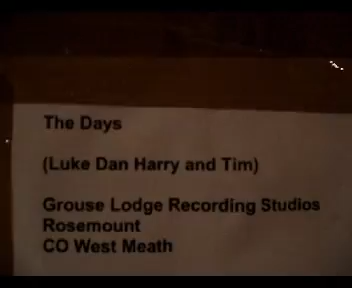 The Days
(Luke Dan Harry and Tim)
Grouse Lodge Recording Studios
Rosemount
CO West Meath